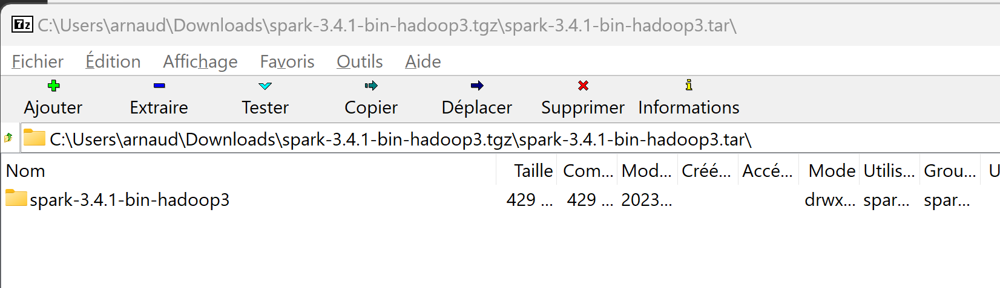 C:\Users\arnaud\Downloads\spark-3.4.1-bin-hadoop3.tgz\spark-3.4.1-bin-hadoop3.tar\
Fichier Édition Affichage Favoris Outils Aide
Ajouter Extraire Tester Copier Déplacer Supprimer Informations
C:\Users\arnaud\Downloads\spark-3.4.1-bin-hadoop3.tgz\spark-3.4.1-bin-hadoop3.tar\
Nom Taille Com... Mod... Créé... Accé... Mode Utilis... Grou... U
spark-3.4.1-bin-hadoop3 429 ... 429 ... 2023... drwx... spar... spar...